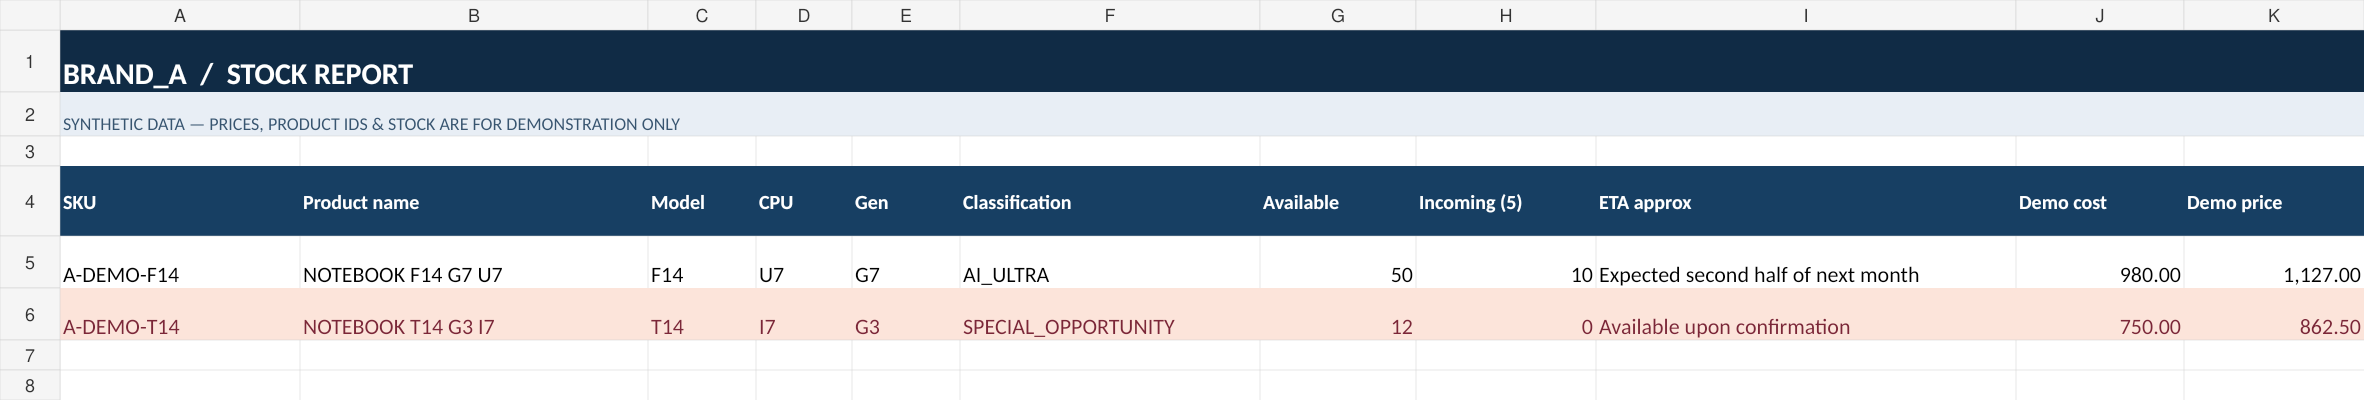 A B C D E F G H I J K
1 BRAND_A / STOCK REPORT
2 SYNTHETIC DATA — PRICES, PRODUCT IDS & STOCK ARE FOR DEMONSTRATION ONLY
3
4 SKU Product name Model CPU Gen Classification Available Incoming (5) ETA approx Demo cost Demo price
5 A-DEMO-F14 NOTEBOOK F14 G7 U7 F14 U7 G7 AI_ULTRA 50 10 Expected second half of next month 980.00 1,127.00
6 A-DEMO-T14 NOTEBOOK T14 G3 I7 T14 I7 G3 SPECIAL_OPPORTUNITY 12 0 Available upon confirmation 750.00 862.50
7
8